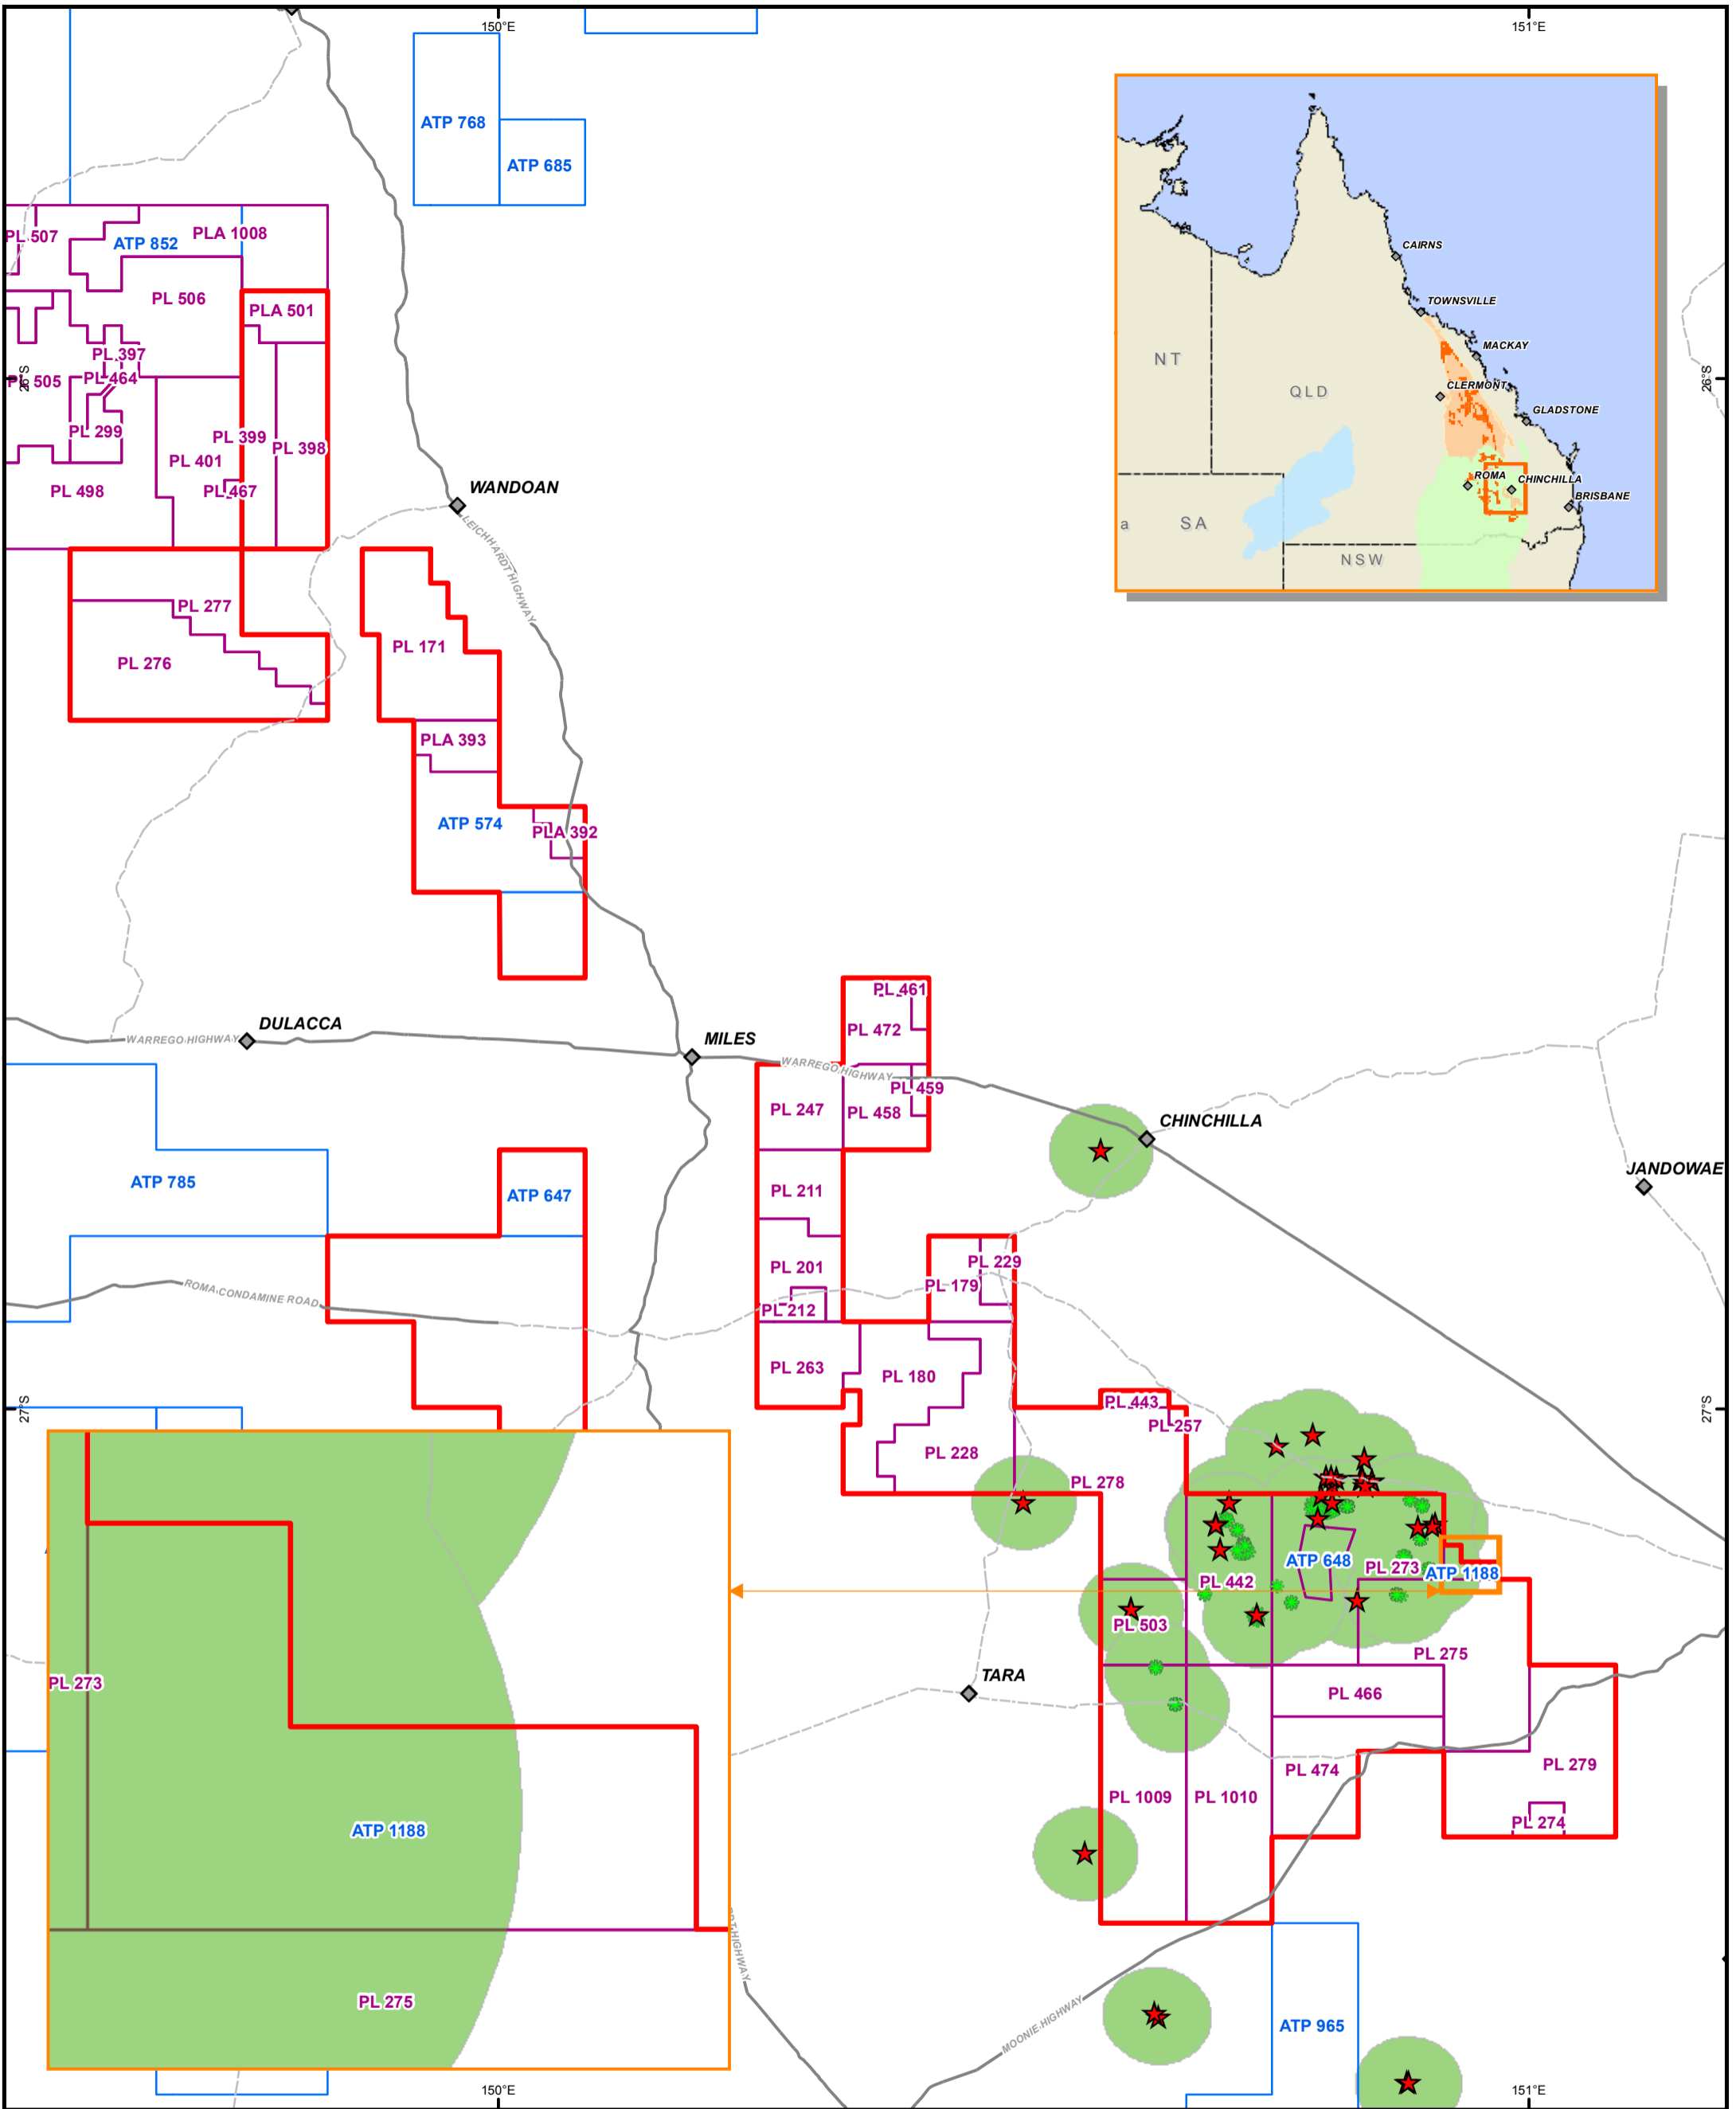 150°E
151°E
ATP 768
ATP 685
PL 507
ATP 852
PLA 1008
PL 506
PLA 501
PL 397
PL 505
PL 464
PL 299
PL 399
PL 398
PL 401
PL 498
PL 467
26°S
26°S
WANDOAN
LEICHHARDT HIGHWAY
PL 277
PL 276
PL 171
PLA 393
ATP 574
PLA 392
CAIRNS
TOWNSVILLE
MACKAY
NT
QLD
CLERMONT
GLADSTONE
ROMA
CHINCHILLA
BRISBANE
a
SA
NSW
DULACCA
WARREGO HIGHWAY
MILES
WARREGO HIGHWAY
PL 461
PL 472
PL 459
PL 247
PL 458
CHINCHILLA
JANDOWAE
ATP 785
ATP 647
PL 211
PL 201
PL 229
PL 179
PL 212
ROMA CONDAMINE ROAD
PL 263
PL 180
27°S
27°S
PL 443
PL 257
PL 228
PL 278
ATP 648
PL 273
ATP 1188
PL 442
PL 503
PL 275
TARA
PL 466
PL 474
PL 279
PL 1009
PL 1010
PL 274
PL 273
ATP 1188
PL 275
MOONIE HIGHWAY
ATP 965
150°E
151°E